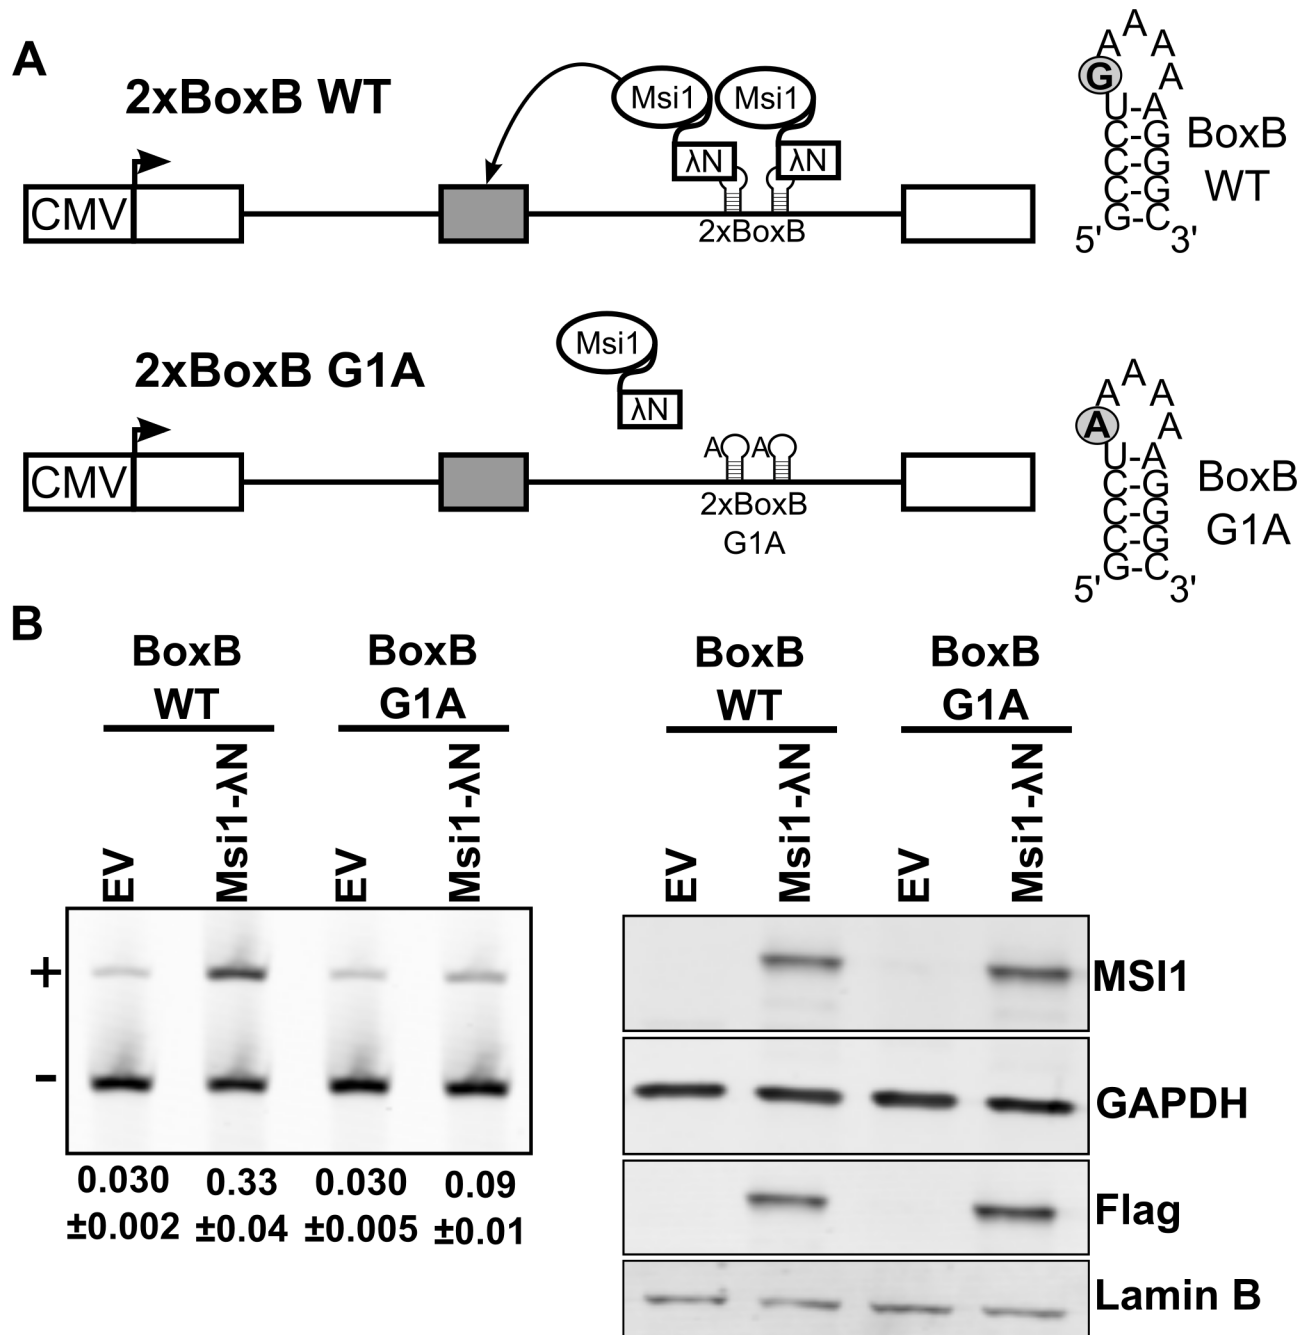 A
2xBoxB WT
Msi1 Msi1
λN λN
CMV
2xBoxB
A
A A
G A
U-A
C-G
C-G
C-G
G-C
5' 3'
BoxB
WT
2xBoxB G1A
Msi1
λN
CMV
A A
2xBoxB
G1A
A
A A
A A
U-A
C-G
C-G
C-G
G-C
5' 3'
BoxB
G1A
B
BoxB
WT
BoxB
G1A
EV
Msi1-λN
EV
Msi1-λN
+
-
0.030 0.33 0.030 0.09
±0.002 ±0.04 ±0.005 ±0.01
BoxB
WT
BoxB
G1A
EV
Msi1-λN
EV
Msi1-λN
MSI1
GAPDH
Flag
Lamin B